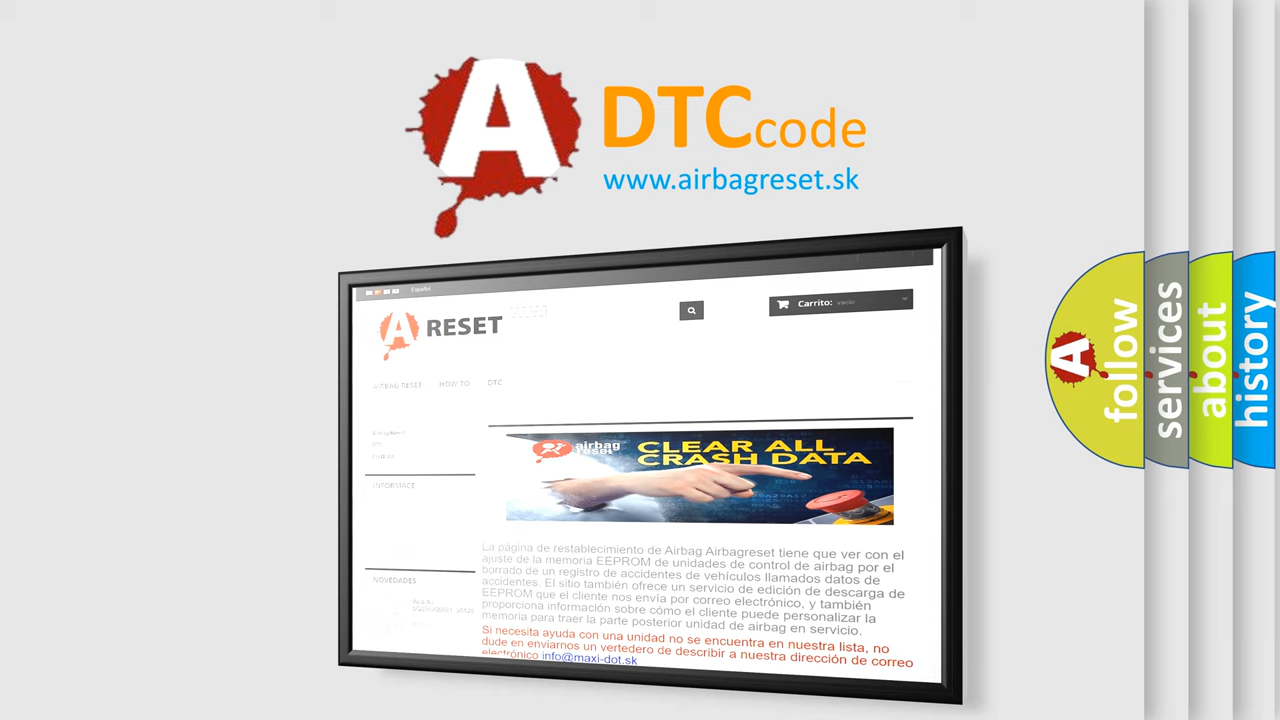 A
DTCcode
www.airbagreset.sk
Español
A RESET
Carrito: vacío
AIRBAG RESET HOW TO DTC
INFORMACE
airbag
reset
CLEAR ALL
CRASH DATA
NOVEDADES
La página de restablecimiento de Airbag Airbagreset tiene que ver con el
ajuste de la memoria EEPROM de unidades de control de airbag por el
borrado de un registro de accidentes de vehículos llamados datos de
accidentes. El sitio también ofrece un servicio de edición de descarga de
EEPROM que el cliente nos envía por correo electrónico, y también
proporciona información sobre cómo el cliente puede personalizar la
memoria para traer la parte posterior unidad de airbag en servicio.
Si necesita ayuda con una unidad no se encuentra en nuestra lista, no
dude en enviarnos un vertedero de describir a nuestra dirección de correo
electrónico info@maxi-dot.sk
A
follow
services
about
history